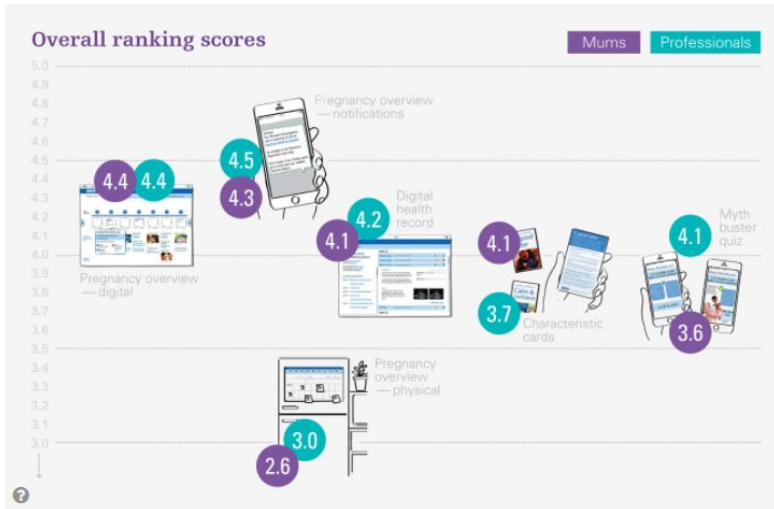 Overall ranking scores
Mums
Professionals
5.0
4.9
4.8
4.7
4.6
4.5
4.4
4.3
4.2
4.1
4.0
3.9
3.8
3.7
3.6
3.5
3.4
3.3
3.2
3.1
3.0
Pregnancy overview
— notifications
4.5
4.3
4.4
4.4
Pregnancy overview
— digital
Digital
health
record
4.2
4.1
4.1
3.7
Characteristic
cards
Myth
buster
quiz
4.1
3.6
Pregnancy
overview
— physical
3.0
2.6
?